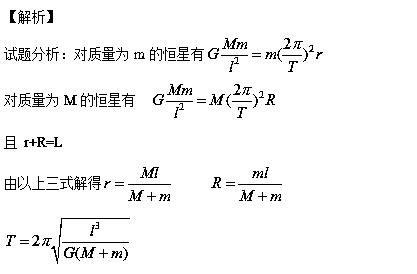 【解析】
试题分析：对质量为 m 的恒星有 $G\frac{Mm}{l^2}=m(\frac{2\pi}{T})^2r$
对质量为 M 的恒星有 $G\frac{Mm}{l^2}=M(\frac{2\pi}{T})^2R$
且 r+R=L
由以上三式解得 $r=\frac{Ml}{M+m}$ $R=\frac{ml}{M+m}$
$T=2\pi\sqrt{\frac{l^3}{G(M+m)}}$